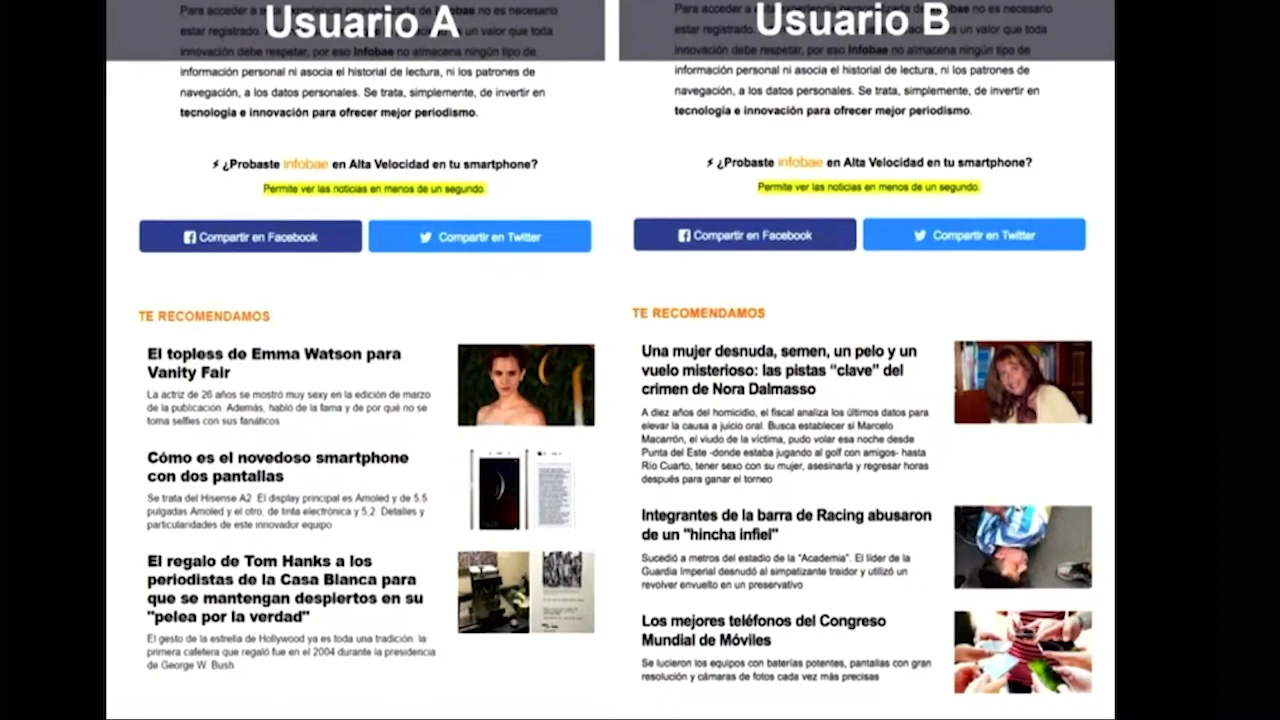 Usuario A
Para acceder a experiencia personalizada de Infobae no es necesario
estar registrado. un valor que toda
innovación debe respetar, por eso Infobae no almacena ningún tipo de
información personal ni asocia el historial de lectura, ni los patrones de
navegación, a los datos personales. Se trata, simplemente, de invertir en
tecnología e innovación para ofrecer mejor periodismo.
¿Probaste infobae en Alta Velocidad en tu smartphone?
Permite ver las noticias en menos de un segundo.
Compartir en Facebook
Compartir en Twitter
TE RECOMENDAMOS
El topless de Emma Watson para
Vanity Fair
La actriz de 26 años se mostró muy sexy en la edición de marzo
de la publicación. Además, habló de la fama y de por qué no se
toma selfies con sus fanáticos
Cómo es el novedoso smartphone
con dos pantallas
Se trata del Hisense A2. El display principal es Amoled y de 5.5
pulgadas Amoled y el otro, de tinta electrónica y 5,2. Detalles y
particularidades de este innovador equipo
El regalo de Tom Hanks a los
periodistas de la Casa Blanca para
que se mantengan despiertos en su
"pelea por la verdad"
El gesto de la estrella de Hollywood ya es toda una tradición: la
primera cafetera que regaló fue en el 2004 durante la presidencia
de George W. Bush
Usuario B
Para acceder a experiencia personalizada de Infobae no es necesario
estar registrado. un valor que toda
innovación debe respetar, por eso Infobae no almacena ningún tipo de
información personal ni asocia el historial de lectura, ni los patrones de
navegación, a los datos personales. Se trata, simplemente, de invertir en
tecnología e innovación para ofrecer mejor periodismo.
¿Probaste infobae en Alta Velocidad en tu smartphone?
Permite ver las noticias en menos de un segundo.
Compartir en Facebook
Compartir en Twitter
TE RECOMENDAMOS
Una mujer desnuda, semen, un pelo y un
vuelo misterioso: las pistas “clave” del
crimen de Nora Dalmasso
A diez años del homicidio, el fiscal analiza los últimos datos para
elevar la causa a juicio oral. Busca establecer si Marcelo
Macarrón, el viudo de la víctima, pudo volar esa noche desde
Punta del Este -donde estaba jugando al golf con amigos- hasta
Río Cuarto, tener sexo con su mujer, asesinarla y regresar horas
después para ganar el torneo
Integrantes de la barra de Racing abusaron
de un "hincha infiel"
Sucedió a metros del estadio de la "Academia". El líder de la
Guardia Imperial desnudó al simpatizante traidor y utilizó un
revolver envuelto en un preservativo
Los mejores teléfonos del Congreso
Mundial de Móviles
Se lucieron los equipos con baterías potentes, pantallas con gran
resolución y cámaras de fotos cada vez más precisas